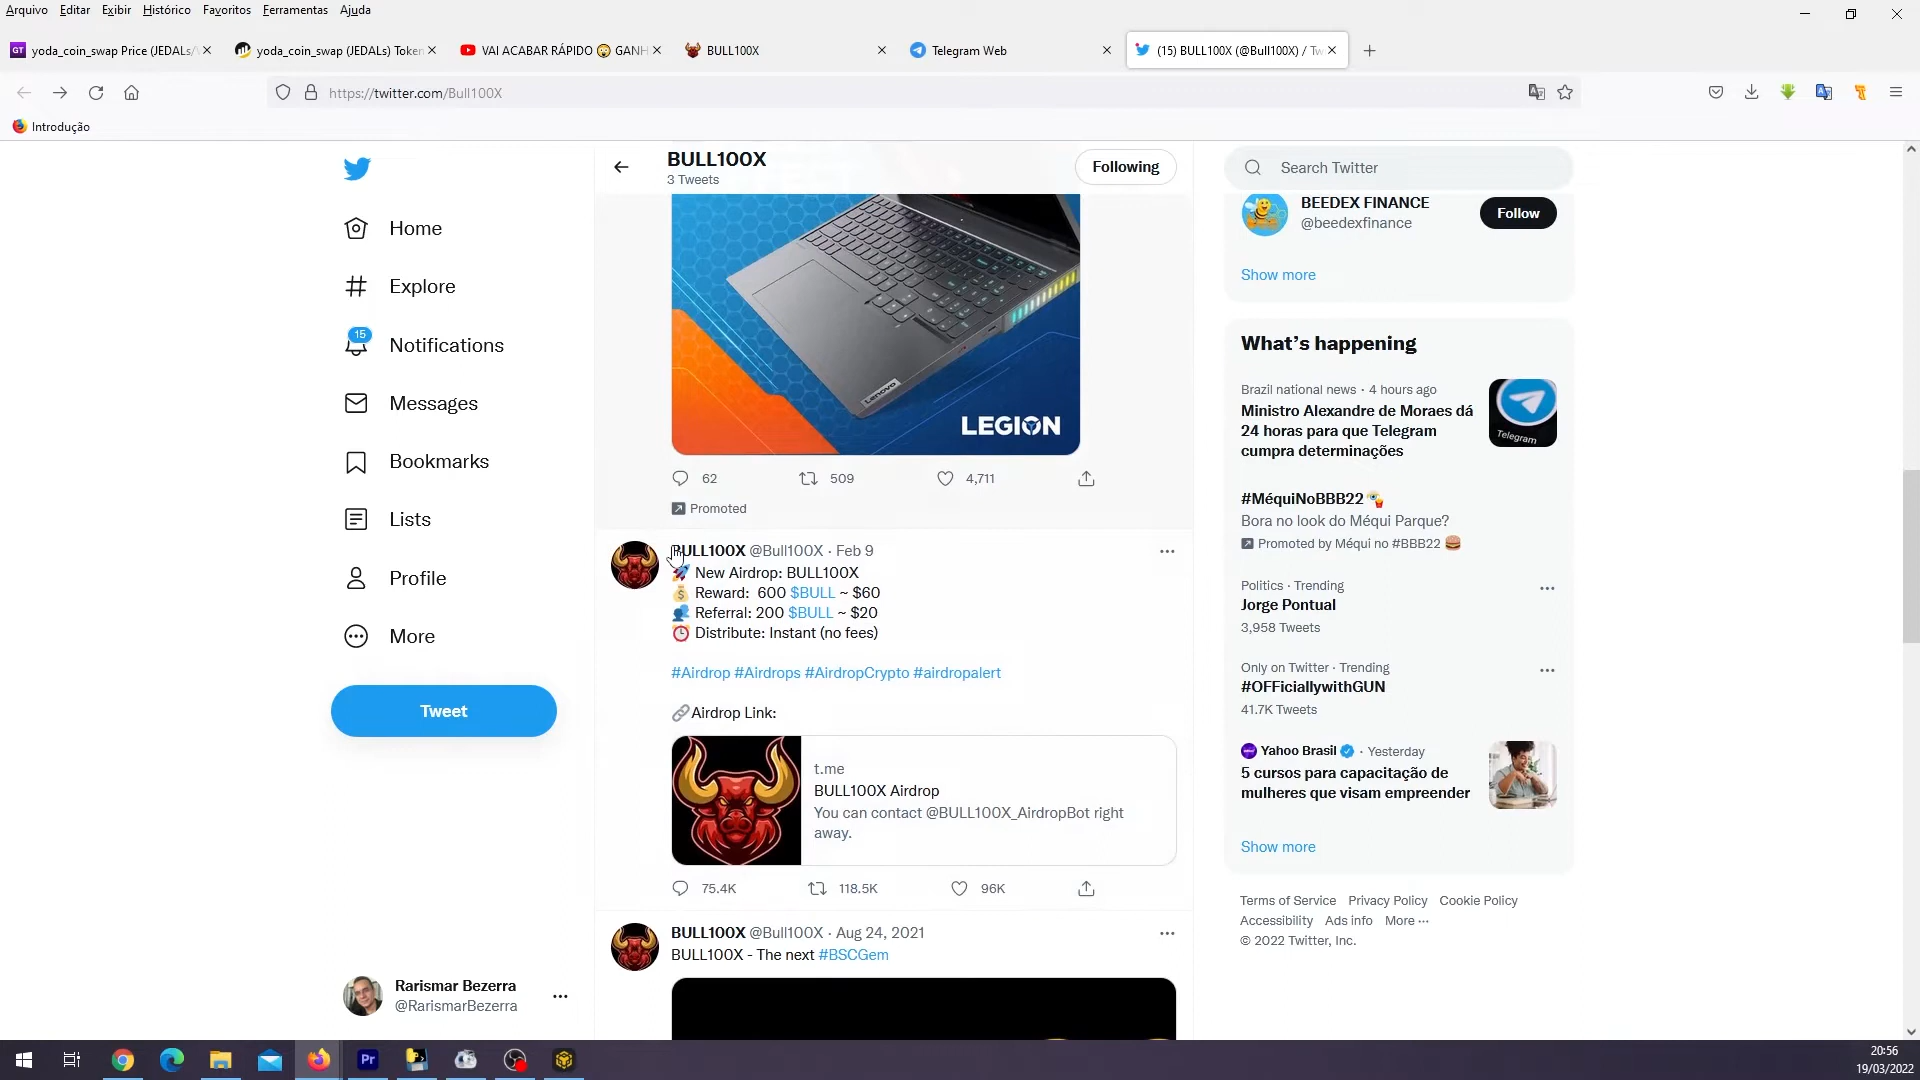 Arquivo Editar Exibir Histórico Favoritos Ferramentas Ajuda
yoda_coin_swap Price (JEDALs/
yoda_coin_swap (JEDALs) Token
VAI ACABAR RÁPIDO 😱 GANH
BULL100X
Telegram Web
(15) BULL100X (@Bull100X) / Tw
https://twitter.com/Bull100X
Introdução
Home
Explore
15
Notifications
Messages
Bookmarks
Lists
Profile
More
Tweet
Rarismar Bezerra
@RarismarBezerra
BULL100X
3 Tweets
Following
Lenovo
LEGION
62 509 4,711
Promoted
BULL100X @Bull100X · Feb 9
🚀 New Airdrop: BULL100X
💰 Reward: 600 $BULL ~ $60
👥 Referral: 200 $BULL ~ $20
⏰ Distribute: Instant (no fees)
#Airdrop #Airdrops #AirdropCrypto #airdropalert
🔗Airdrop Link:
t.me
BULL100X Airdrop
You can contact @BULL100X_AirdropBot right
away.
75.4K 118.5K 96K
BULL100X @Bull100X · Aug 24, 2021
BULL100X - The next #BSCGem
Search Twitter
BEEDEX FINANCE
@beedexfinance
Follow
Show more
What's happening
Brazil national news · 4 hours ago
Ministro Alexandre de Moraes dá
24 horas para que Telegram
cumpra determinações
Telegram
#MéquiNoBBB22
Bora no look do Méqui Parque?
Promoted by Méqui no #BBB22 🍔
Politics · Trending
Jorge Pontual
3,958 Tweets
Only on Twitter · Trending
#OFFiciallywithGUN
41.7K Tweets
Yahoo Brasil · Yesterday
5 cursos para capacitação de
mulheres que visam empreender
Show more
Terms of Service Privacy Policy Cookie Policy
Accessibility Ads info More ···
© 2022 Twitter, Inc.
Pr
20:56
19/03/2022